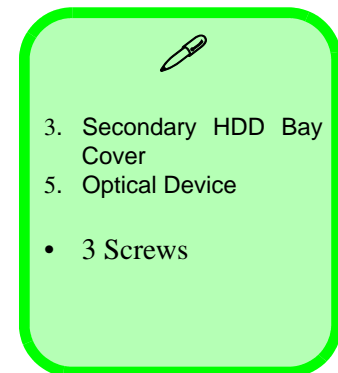 3. Secondary HDD Bay
Cover
5. Optical Device
• 3 Screws